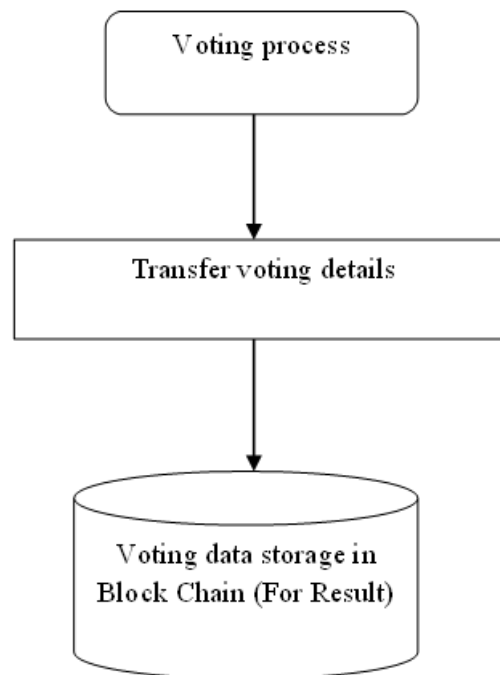 Voting process
Transfer voting details
Voting data storage in
Block Chain (For Result)